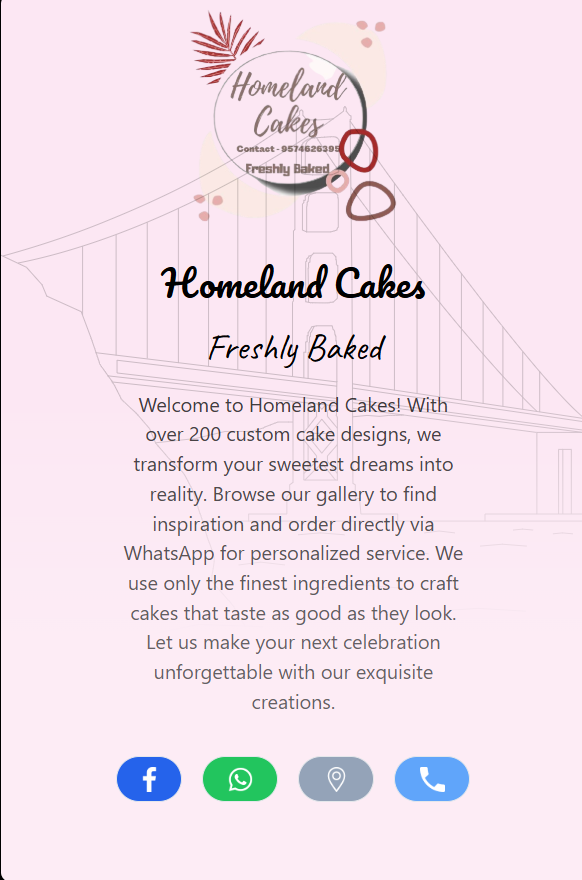 Homeland
Cakes
Contact - 9574626395
Freshly Baked
Homeland Cakes
Freshly Baked
Welcome to Homeland Cakes! With
over 200 custom cake designs, we
transform your sweetest dreams into
reality. Browse our gallery to find
inspiration and order directly via
WhatsApp for personalized service. We
use only the finest ingredients to craft
cakes that taste as good as they look.
Let us make your next celebration
unforgettable with our exquisite
creations.